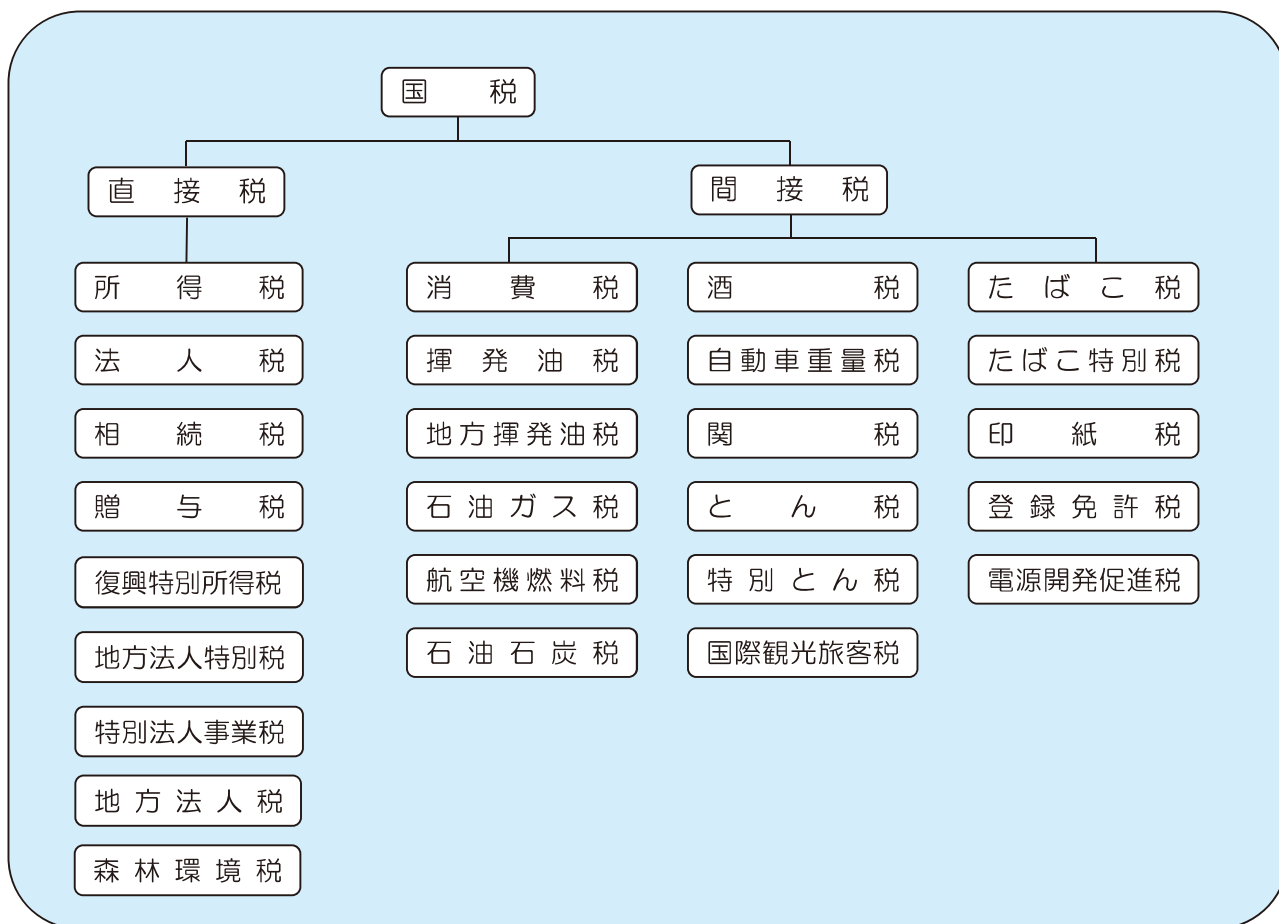 国税
直接税
間接税
所得税
法人税
相続税
贈与税
復興特別所得税
地方法人特別税
特別法人事業税
地方法人税
森林環境税
消費税
揮発油税
地方揮発油税
石油ガス税
航空機燃料税
石油石炭税
酒税
自動車重量税
関税
とん税
特別とん税
国際観光旅客税
たばこ税
たばこ特別税
印紙税
登録免許税
電源開発促進税